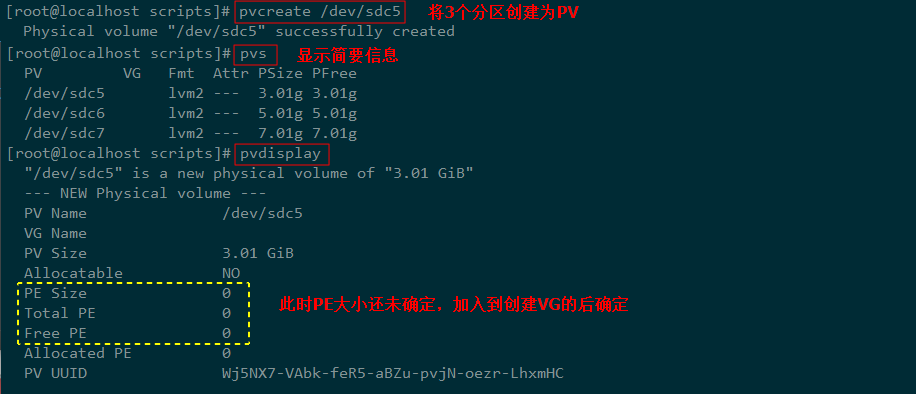 [root@localhost scripts]# pvcreate /dev/sdc5 将3个分区创建为PV
Physical volume "/dev/sdc5" successfully created
[root@localhost scripts]# pvs 显示简要信息
PV VG Fmt Attr PSize PFree
/dev/sdc5 lvm2 --- 3.01g 3.01g
/dev/sdc6 lvm2 --- 5.01g 5.01g
/dev/sdc7 lvm2 --- 7.01g 7.01g
[root@localhost scripts]# pvdisplay
"/dev/sdc5" is a new physical volume of "3.01 GiB"
--- NEW Physical volume ---
PV Name /dev/sdc5
VG Name
PV Size 3.01 GiB
Allocatable NO
PE Size 0
此时PE大小还未确定，加入到创建VG的后确定
Total PE 0
Free PE 0
Allocated PE 0
PV UUID Wj5NX7-VAbk-feR5-aBZu-pvjN-oezr-LhxmHC